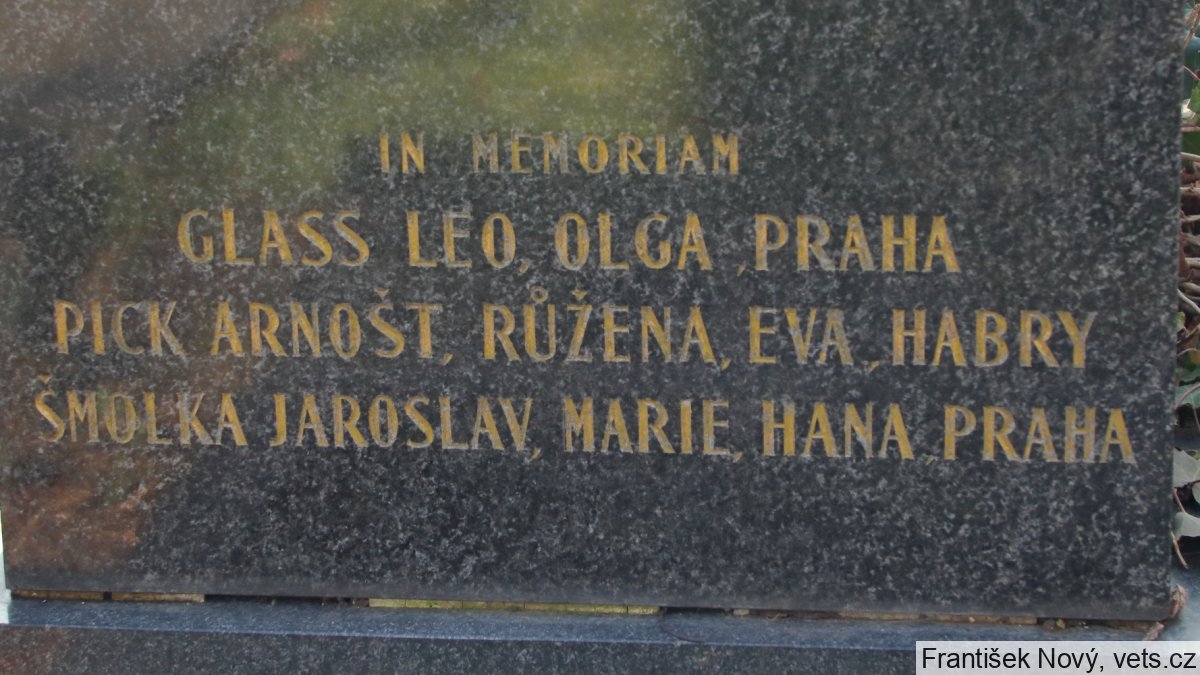 IN MEMORIAM
GLASS LEO, OLGA, PRAHA
PICK ARNOŠT, RŮŽENA, EVA, HABRY
ŠMOLKA JAROSLAV, MARIE, HANA, PRAHA
František Nový, vets.cz